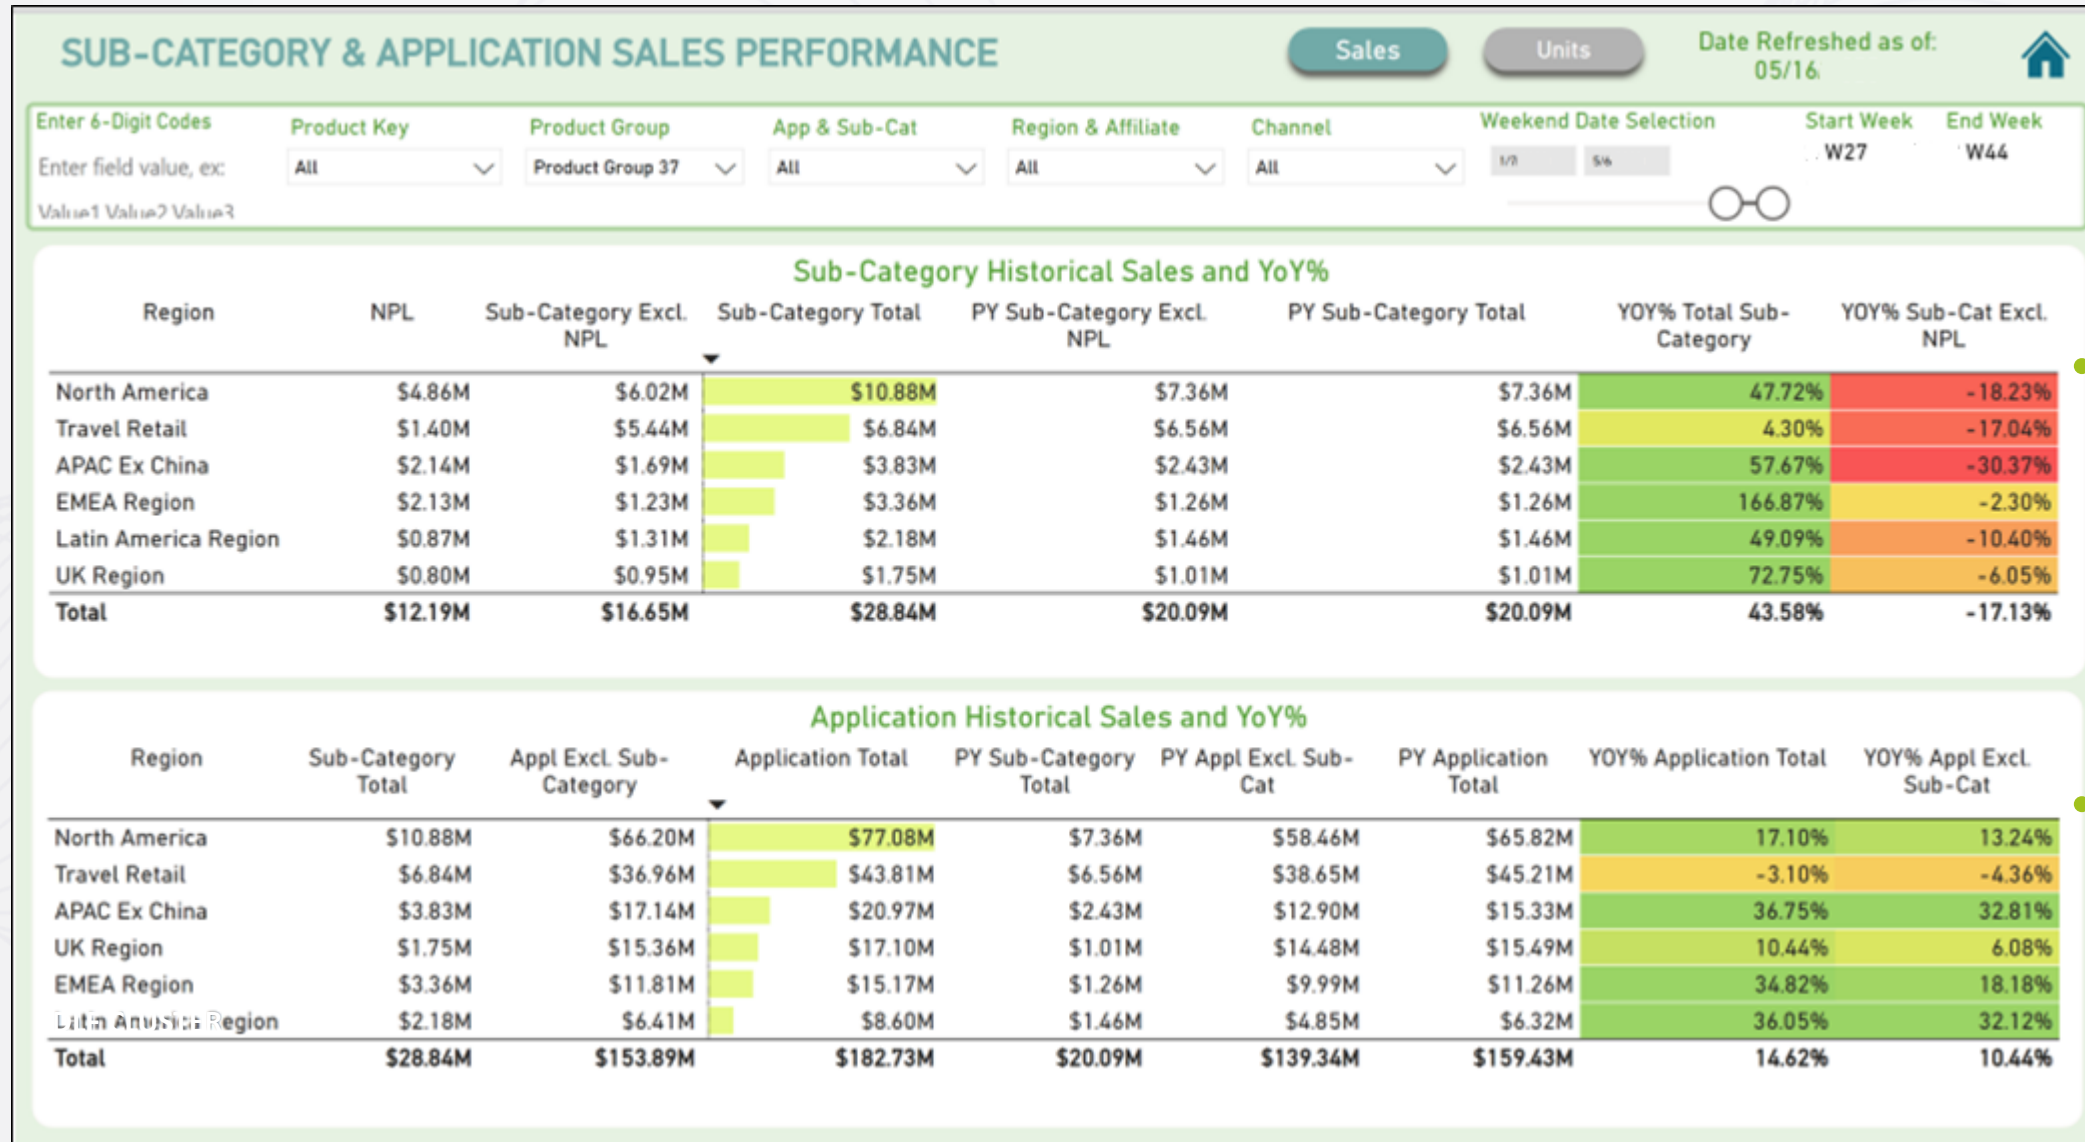 SUB-CATEGORY & APPLICATION SALES PERFORMANCE
Sales
Units
Date Refreshed as of:
05/16
Enter 6-Digit Codes
Enter field value, ex:
Value1 Value2 Value3
Product Key
All
Product Group
Product Group 37
App & Sub-Cat
All
Region & Affiliate
All
Channel
All
Weekend Date Selection
1/7
5/6
Start Week
W27
End Week
W44
Sub-Category Historical Sales and YoY%
Region NPL Sub-Category Excl. NPL Sub-Category Total PY Sub-Category Excl. NPL PY Sub-Category Total YOY% Total Sub-Category YOY% Sub-Cat Excl. NPL
North America $4.86M $6.02M $10.88M $7.36M $7.36M 47.72% -18.23%
Travel Retail $1.40M $5.44M $6.84M $6.56M $6.56M 4.30% -17.04%
APAC Ex China $2.14M $1.69M $3.83M $2.43M $2.43M 57.67% -30.37%
EMEA Region $2.13M $1.23M $3.36M $1.26M $1.26M 166.87% -2.30%
Latin America Region $0.87M $1.31M $2.18M $1.46M $1.46M 49.09% -10.40%
UK Region $0.80M $0.95M $1.75M $1.01M $1.01M 72.75% -6.05%
Total $12.19M $16.65M $28.84M $20.09M $20.09M 43.58% -17.13%
Application Historical Sales and YoY%
Region Sub-Category Total Appl Excl. Sub-Category Application Total PY Sub-Category Total PY Appl Excl. Sub-Cat PY Application Total YOY% Application Total YOY% Appl Excl. Sub-Cat
North America $10.88M $66.20M $77.08M $7.36M $58.46M $65.82M 17.10% 13.24%
Travel Retail $6.84M $36.96M $43.81M $6.56M $38.65M $45.21M -3.10% -4.36%
APAC Ex China $3.83M $17.14M $20.97M $2.43M $12.90M $15.33M 36.75% 32.81%
UK Region $1.75M $15.36M $17.10M $1.01M $14.48M $15.49M 10.44% 6.08%
EMEA Region $3.36M $11.81M $15.17M $1.26M $9.99M $11.26M 34.82% 18.18%
Region $2.18M $6.41M $8.60M $1.46M $4.85M $6.32M 36.05% 32.12%
Total $28.84M $153.89M $182.73M $20.09M $139.34M $159.43M 14.62% 10.44%